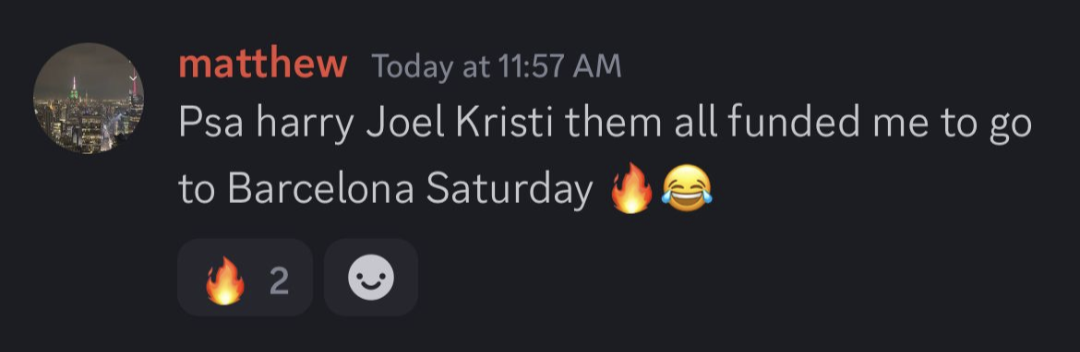 matthew Today at 11:57 AM
Psa harry Joel Kristi them all funded me to go
to Barcelona Saturday 🔥😂
🔥 2